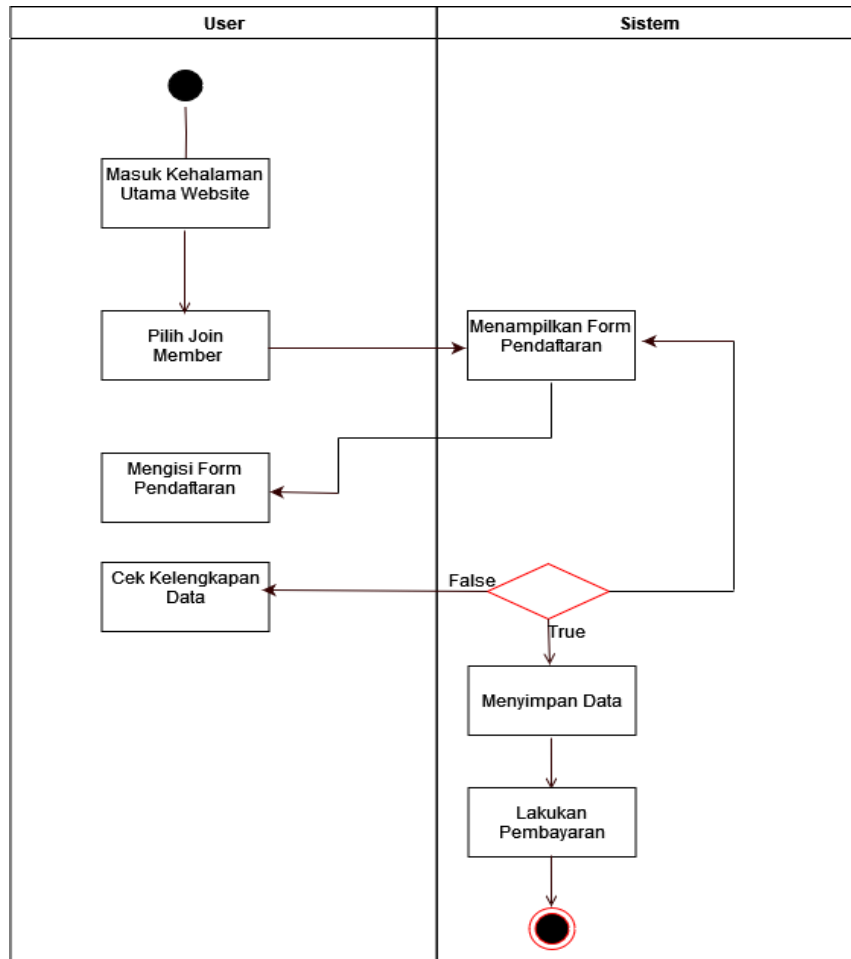 User
Sistem
Masuk Kehalaman
Utama Website
Pilih Join
Member
Menampilkan Form
Pendaftaran
Mengisi Form
Pendaftaran
Cek Kelengkapan
Data
False
True
Menyimpan Data
Lakukan
Pembayaran